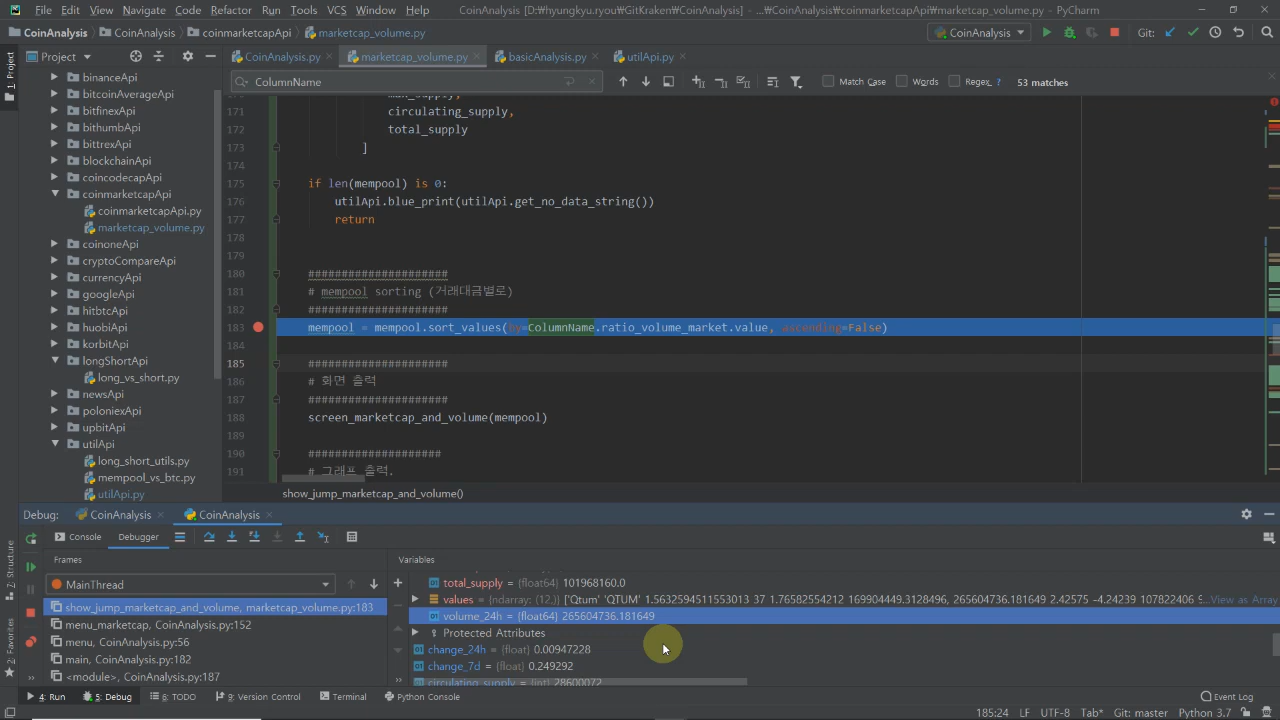 File Edit View Navigate Code Refactor Run Tools VCS Window Help CoinAnalysis [D:₩hyungkyu.ryou₩GitKraken₩CoinAnalysis] - ...₩CoinAnalysis₩coinmarketcapApi₩marketcap_volume.py - PyCharm
CoinAnalysis CoinAnalysis coinmarketcapApi marketcap_volume.py CoinAnalysis Git:
Project CoinAnalysis.py marketcap_volume.py basicAnalysis.py utilApi.py
ColumnName Match Case Words Regex ? 53 matches
1: Project
binanceApi
bitcoinAverageApi
bitfinexApi
bithumbApi
bittrexApi
blockchainApi
coincodecapApi
coinmarketcapApi
coinmarketcapApi.py
marketcap_volume.py
coinoneApi
cryptoCompareApi
currencyApi
googleApi
hitbtcApi
huobiApi
korbitApi
longShortApi
long_vs_short.py
newsApi
poloniexApi
upbitApi
utilApi
long_short_utils.py
mempool_vs_btc.py
utilApi.py
171 circulating_supply,
172 total_supply
173 ]
174
175 if len(mempool) is 0:
176 utilApi.blue_print(utilApi.get_no_data_string())
177 return
178
179
180 #####################
181 # mempool sorting (거래대금별로)
182 #####################
183 mempool = mempool.sort_values(by=ColumnName.ratio_volume_market.value, ascending=False)
184
185 #####################
186 # 화면 출력
187 #####################
188 screen_marketcap_and_volume(mempool)
189
190 ####################
191 # 그래프 출력.
show_jump_marketcap_and_volume()
Debug: CoinAnalysis CoinAnalysis
Console Debugger
Frames Variables
MainThread
show_jump_marketcap_and_volume, marketcap_volume.py:183
menu_marketcap, CoinAnalysis.py:152
menu, CoinAnalysis.py:56
main, CoinAnalysis.py:182
<module>, CoinAnalysis.py:187
total_supply = {float64} 101968160.0
values = {ndarray: (12,)} ['Qtum' 'QTUM' 1.5632594511553013 37 1.76582554212 169904449.3128496, 265604736.181649 2.42575 -4.24239 107822406 9... View as Array
volume_24h = {float64} 265604736.181649
Protected Attributes
change_24h = {float} 0.00947228
change_7d = {float} 0.249292
circulating_supply = {int} 28600072
Z: Structure
2: Favorites
4: Run 5: Debug 6: TODO 9: Version Control Terminal Python Console Event Log
185:24 LF UTF-8 Tab* Git: master Python 3.7